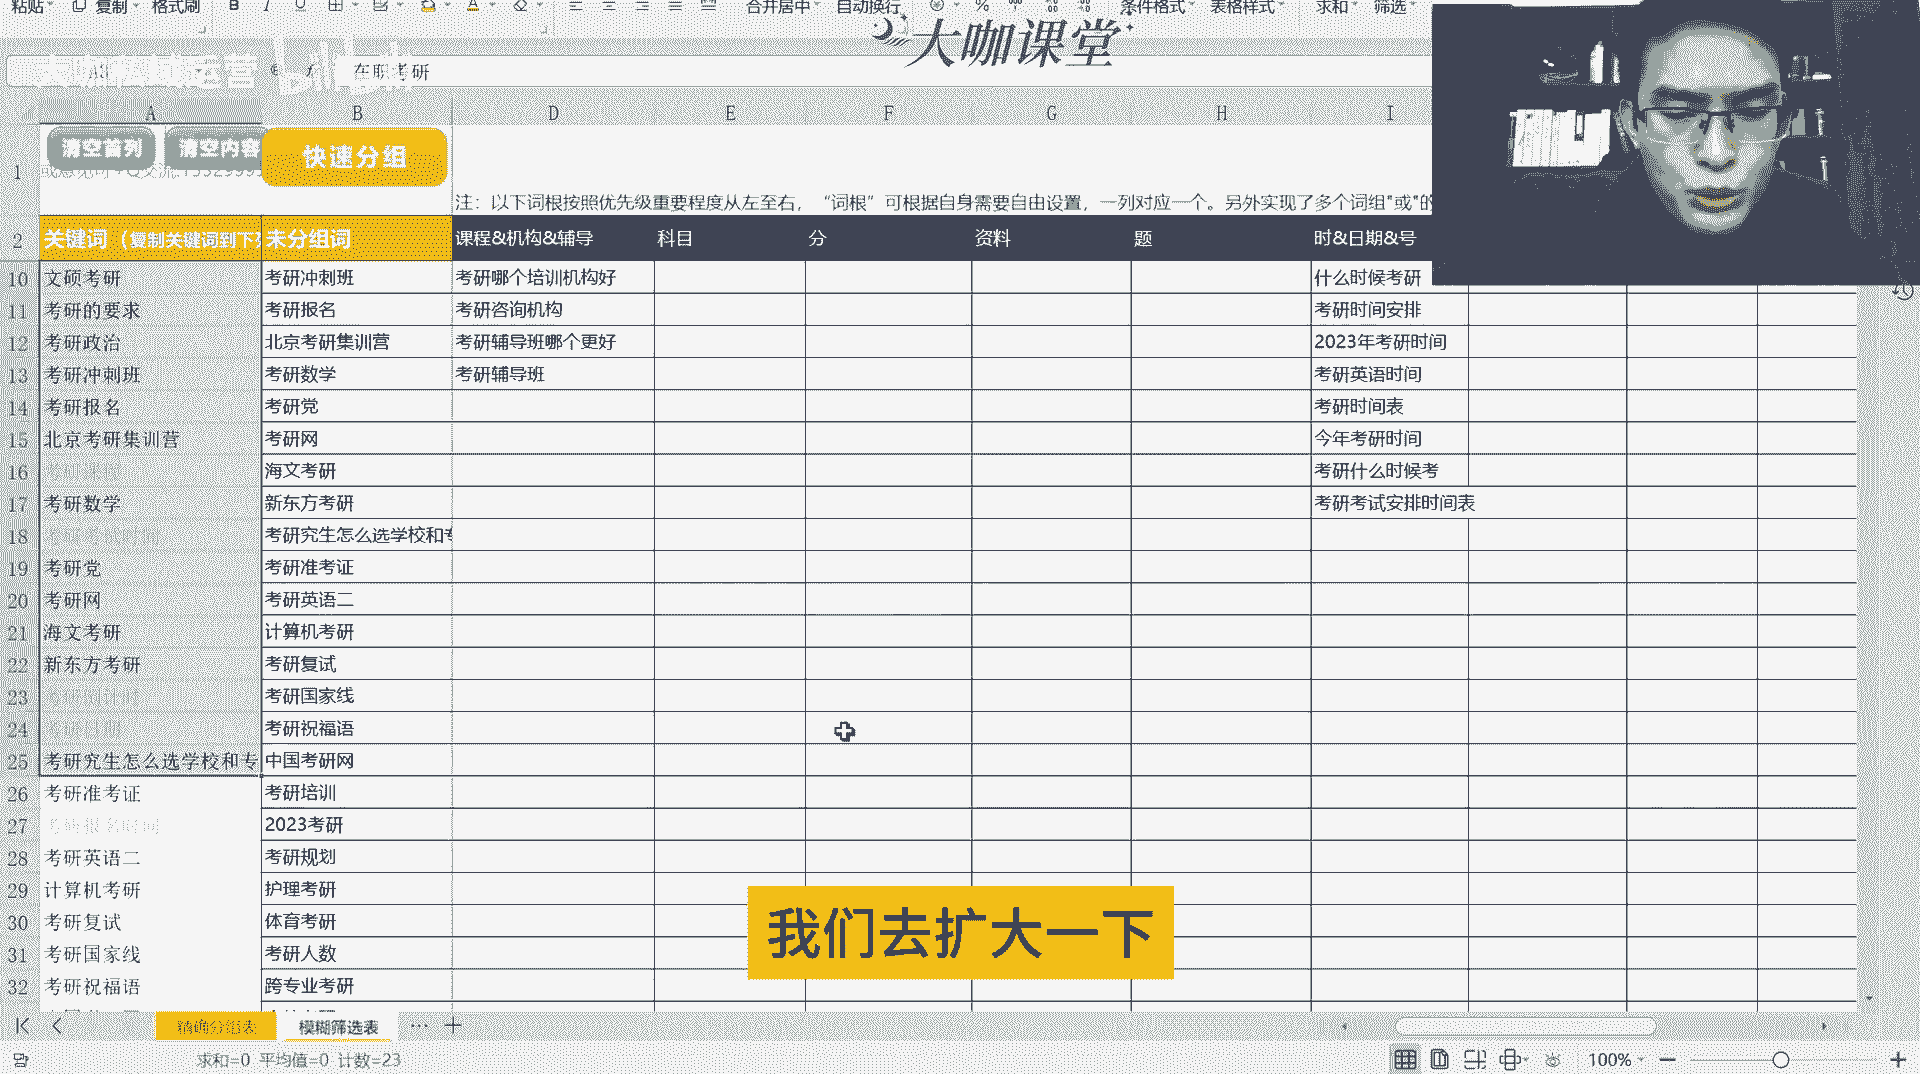 粘贴 复制 格式刷 B I U 合并居中 自动换行 % 条件格式 表格样式 求和 筛选
大咖课堂
在职考研
A B D E F G H I
清空首列 清空内容 快速分组
1
注：以下词根按照优先级重要程度从左至右，“词根”可根据自身需要自由设置，一列对应一个。另外实现了多个词组"或"的
2 关键词（复制关键词到下 未分组词 课程&机构&辅导 科目 分 资料 题 时&日期&号
10 文硕考研 考研冲刺班 考研哪个培训机构好 什么时候考研
11 考研的要求 考研报名 考研咨询机构 考研时间安排
12 考研政治 北京考研集训营 考研辅导班哪个更好 2023年考研时间
13 考研冲刺班 考研数学 考研辅导班 考研英语时间
14 考研报名 考研党 考研时间表
15 北京考研集训营 考研网 今年考研时间
16 海文考研 考研什么时候考
17 考研数学 新东方考研 考研考试安排时间表
18 考研究生怎么选学校和专
19 考研党 考研准考证
20 考研网 考研英语二
21 海文考研 计算机考研
22 新东方考研 考研复试
23 考研国家线
24 考研日期 考研祝福语
25 考研究生怎么选学校和专 中国考研网
26 考研准考证 考研培训
27 考研报名时间 2023考研
28 考研英语二 考研规划
29 计算机考研 护理考研
30 考研复试 体育考研
31 考研国家线 考研人数
32 考研祝福语 跨专业考研
我们去扩大一下
精确分组表 模糊筛选表 ··· +
求和=0 平均值=0 计数=23 100%